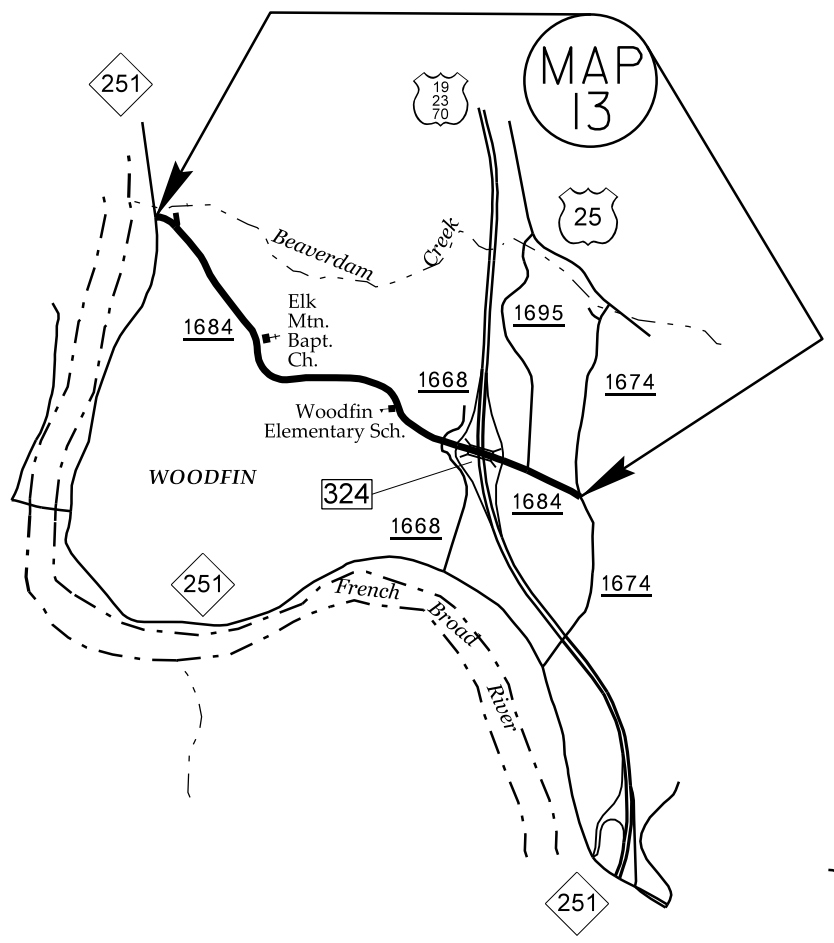 MAP
13
251
19
23
70
25
Beaverdam
Creek
Elk
Mtn.
Bapt.
Ch.
1684
1695
1668
1674
Woodfin
Elementary Sch.
WOODFIN
324
1684
1668
251
French
Broad
River
1674
251